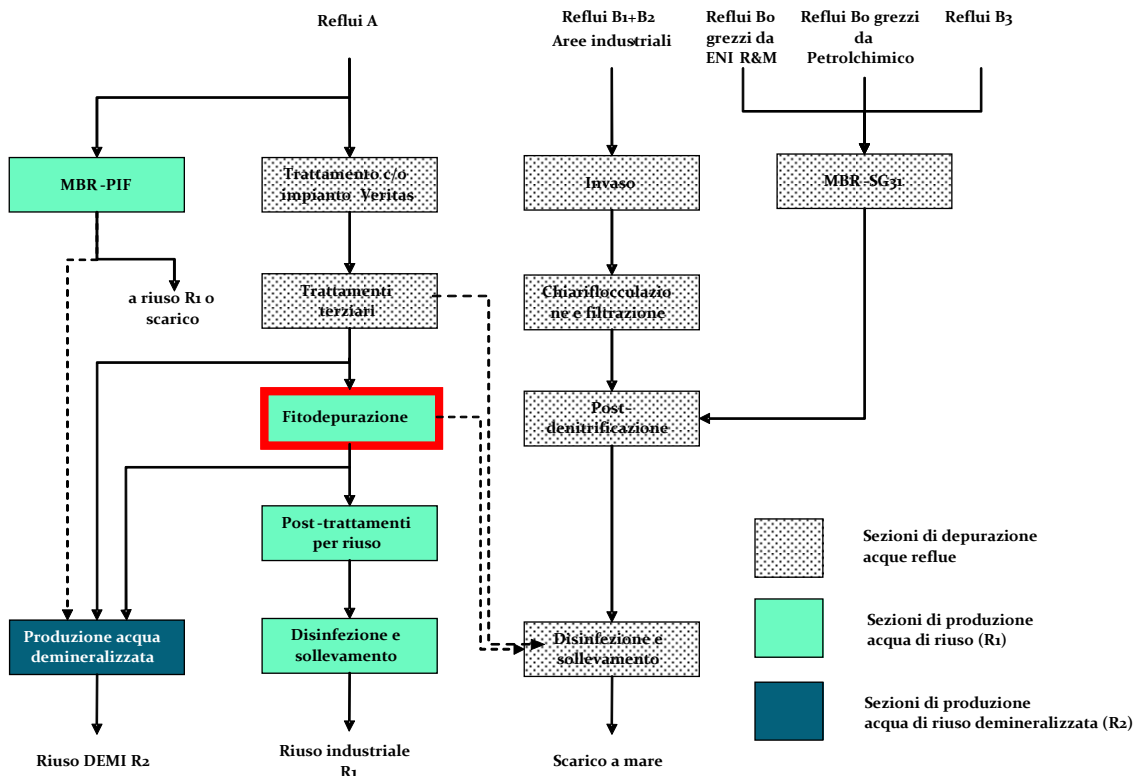 Reflui A
Reflui B1+B2
Aree industriali
Reflui B0
grezzi da
ENI R&M
Reflui B0 grezzi
da
Petrolchimico
Reflui B3
MBR-PIF
Trattamento c/o
impianto Veritas
Invaso
MBR-SG31
a riuso R1 o
scarico
Trattamenti
terziari
Chiariflocculazio
ne e filtrazione
Fitodepurazione
Post-
denitrificazione
Post-trattamenti
per riuso
Sezioni di depurazione
acque reflue
Sezioni di produzione
acqua di riuso (R1)
Produzione acqua
demineralizzata
Disinfezione e
sollevamento
Disinfezione e
sollevamento
Sezioni di produzione
acqua di riuso demineralizzata (R2)
Riuso DEMI R2
Riuso industriale
R1
Scarico a mare